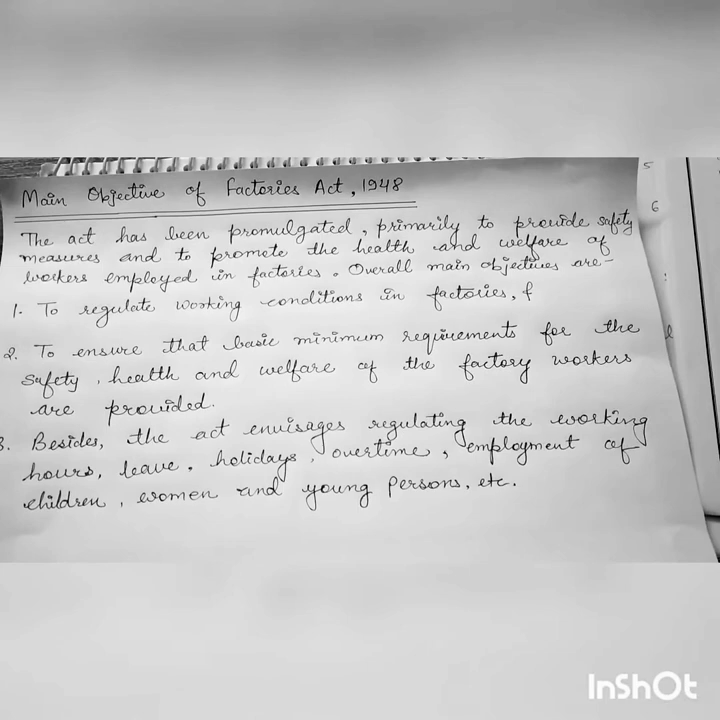 Main Objective of Factories Act, 1948
The act has been promulgated, primarily to provide safety
measures and to promote the health and welfare of
workers employed in factories. Overall main objectives are-
1. To regulate working conditions in factories, &
2. To ensure that basic minimum requirements for the
safety, health and welfare of the factory workers
are provided.
3. Besides, the act envisages regulating the working
hours, leave, holidays, overtime, employment of
children, women and young persons, etc.
5
6
InShOt